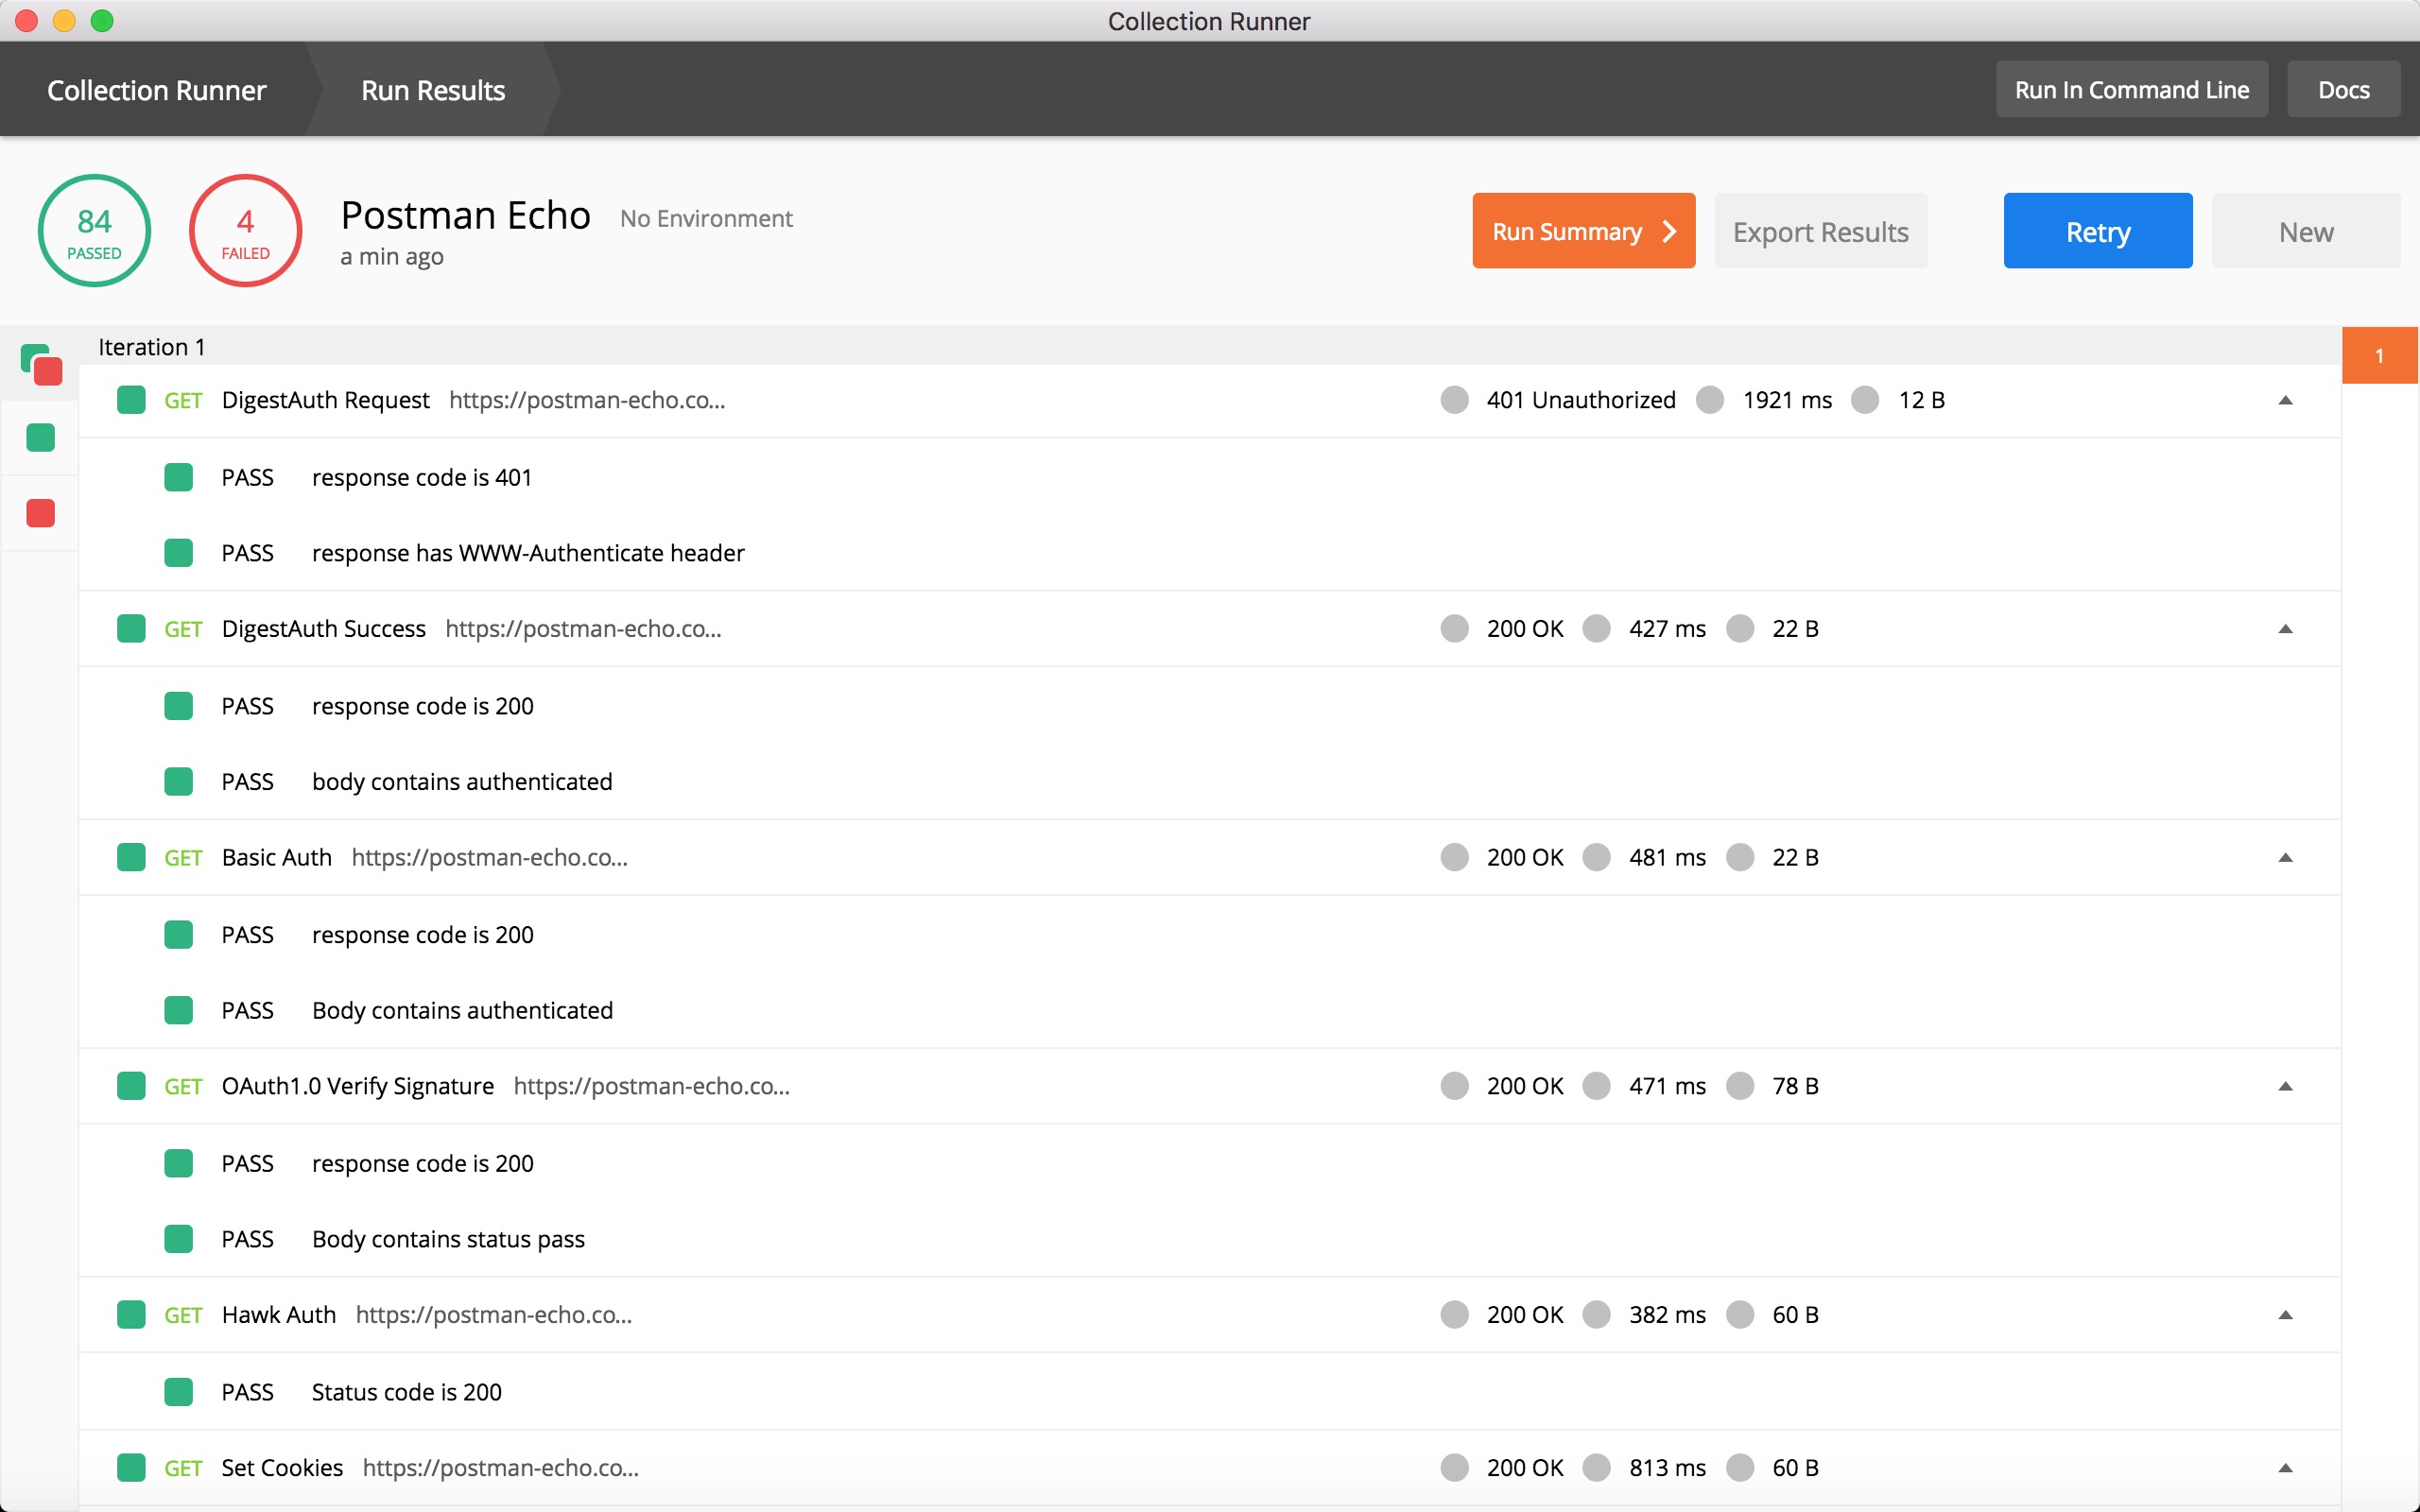 Collection Runner
Collection Runner Run Results Run In Command Line Docs
84 PASSED
4 FAILED
Postman Echo No Environment
a min ago
Run Summary Export Results Retry New
Iteration 1
1
GET DigestAuth Request https://postman-echo.co... 401 Unauthorized 1921 ms 12 B
PASS response code is 401
PASS response has WWW-Authenticate header
GET DigestAuth Success https://postman-echo.co... 200 OK 427 ms 22 B
PASS response code is 200
PASS body contains authenticated
GET Basic Auth https://postman-echo.co... 200 OK 481 ms 22 B
PASS response code is 200
PASS Body contains authenticated
GET OAuth1.0 Verify Signature https://postman-echo.co... 200 OK 471 ms 78 B
PASS response code is 200
PASS Body contains status pass
GET Hawk Auth https://postman-echo.co... 200 OK 382 ms 60 B
PASS Status code is 200
GET Set Cookies https://postman-echo.co... 200 OK 813 ms 60 B